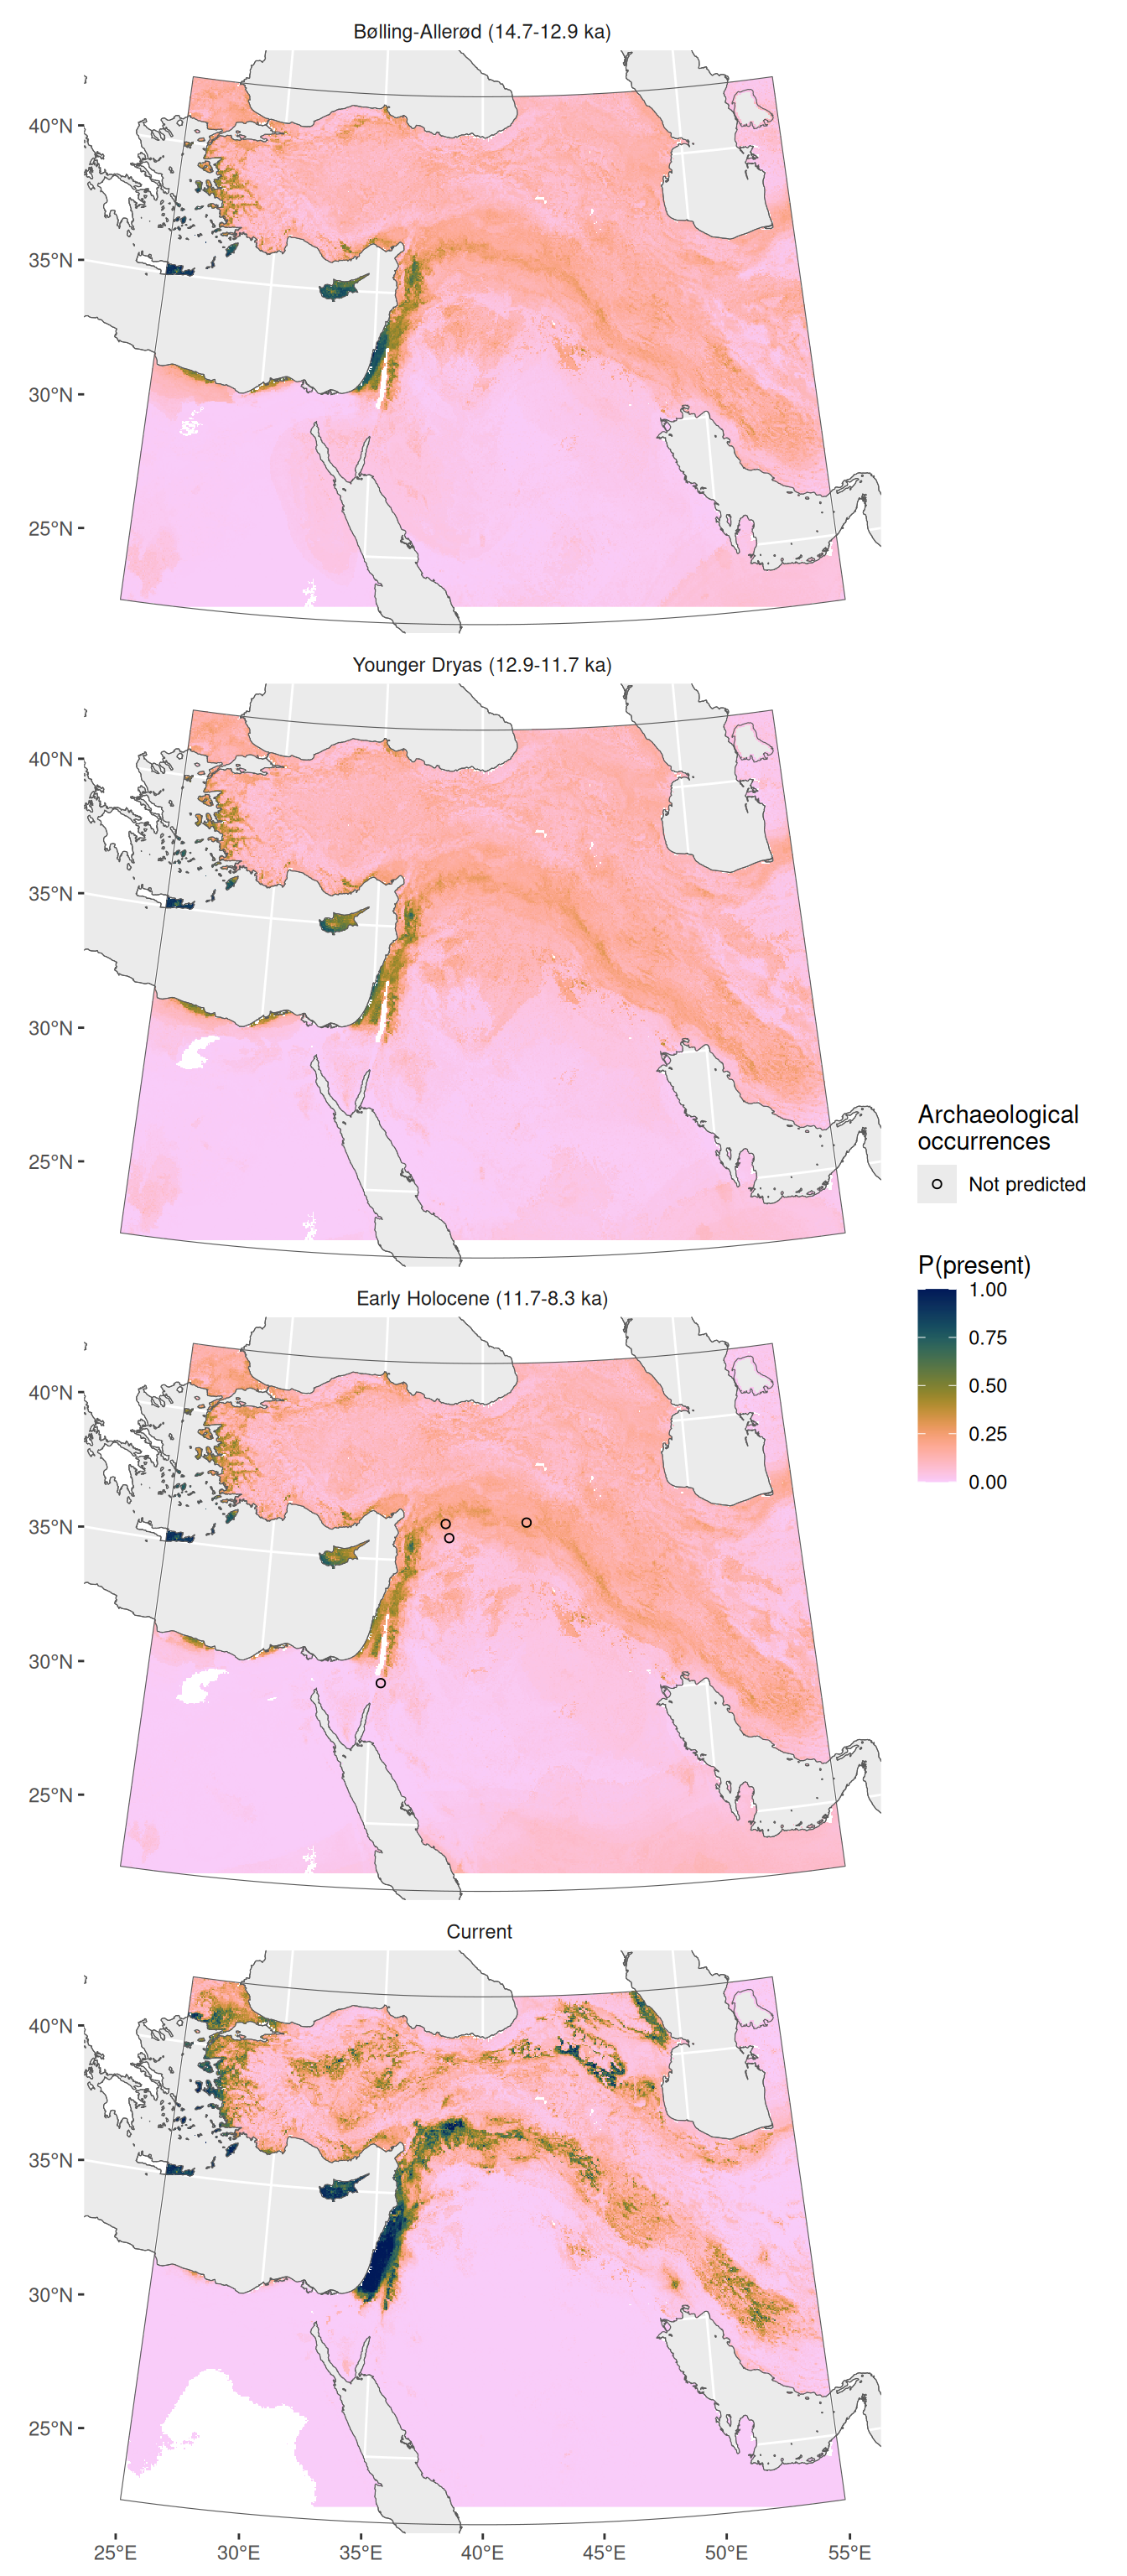 Bølling-Allerød (14.7-12.9 ka)
40°N
35°N
30°N
25°N
Younger Dryas (12.9-11.7 ka)
40°N
35°N
30°N
25°N
Archaeological
occurrences
Not predicted
P(present)
1.00
0.75
0.50
0.25
0.00
Early Holocene (11.7-8.3 ka)
40°N
35°N
30°N
25°N
Current
40°N
35°N
30°N
25°N
25°E 30°E 35°E 40°E 45°E 50°E 55°E